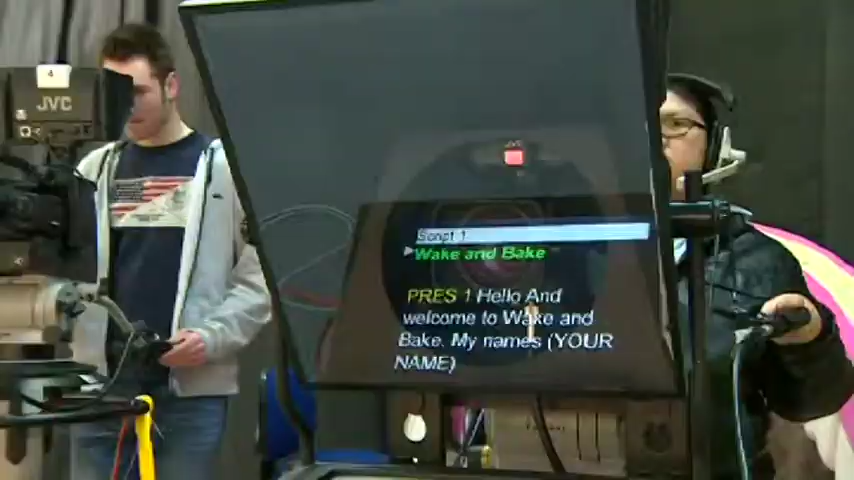 4
JVC
Script 1
Wake and Bake
PRES 1 Hello And
welcome to Wake and
Bake. My names (YOUR
NAME)